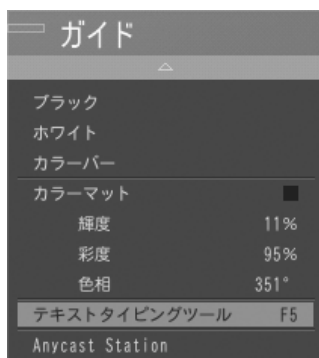 ガイド
ブラック
ホワイト
カラーバー
カラーマット
輝度 11%
彩度 95%
色相 351°
テキストタイピングツール F5
Anycast Station